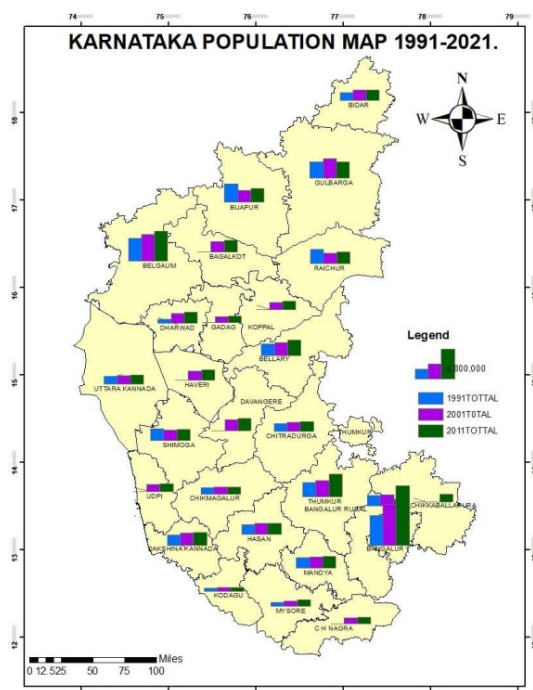 74 75 76 77 78 79
KARNATAKA POPULATION MAP 1991-2021.
N
W E
S
BIDAR
18
GULBARGA
BIJAPUR
17
BELGAUM
BAGALKOT
RAICHUR
16
DHARWAD
GADAG
KOPPAL
BELLARY
Legend
4,800,000
1991TOTTAL
2001T0TAL
2011TOTTAL
15
UTTARA KANNADA
HAVERI
DAVANGERE
CHITRADURGA
THUMKUR
SHIMOGA
14
UDPI
CHIKMAGALUR
THUMKUR
BANGALUR RURAL
CHIKKABALLAPURA
13
DAKSHINA KANNADA
HASAN
BANGALUR
MANDYA
KODAGU
MYSORE
C H NAGRA
12
0 12.525 50 75 100
Miles